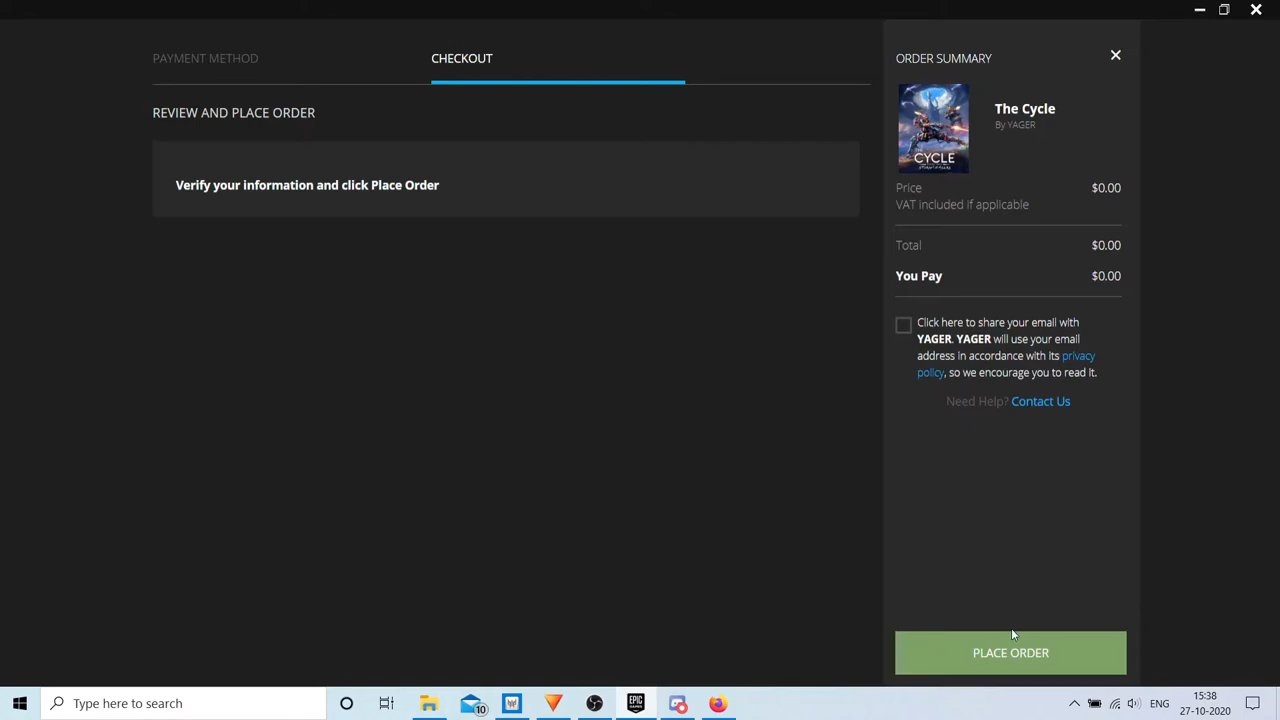 PAYMENT METHOD
CHECKOUT
REVIEW AND PLACE ORDER
Verify your information and click Place Order
ORDER SUMMARY
THE
CYCLE
The Cycle
By YAGER
Price $0.00
VAT included if applicable
Total $0.00
You Pay $0.00
Click here to share your email with
YAGER. YAGER will use your email
address in accordance with its privacy
policy, so we encourage you to read it.
Need Help? Contact Us
PLACE ORDER
Type here to search
10
EPIC
GAMES
ENG
15:38
27-10-2020